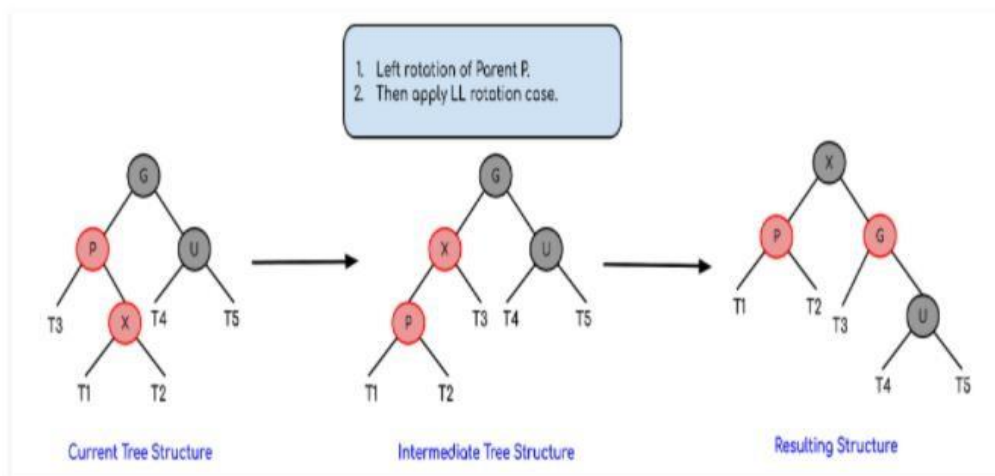 1. Left rotation of Parent P.
2. Then apply LL rotation case.
G
P
U
T3
X
T4
T5
T1
T2
Current Tree Structure
G
X
U
P
T3
T4
T5
T1
T2
Intermediate Tree Structure
X
P
G
T1
T2
T3
U
T4
T5
Resulting Structure